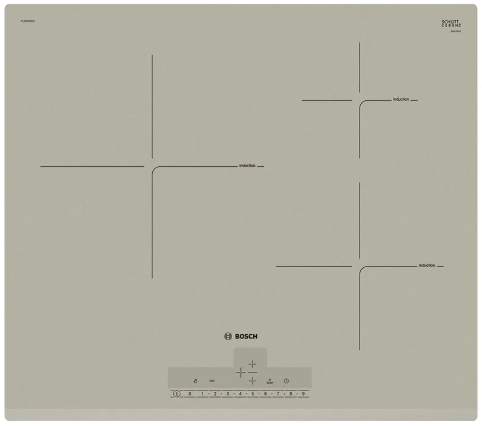 SCHOTT
CERAN®
induction
induction
induction
BOSCH
0 1 · 2 · 3 · 4 · 5 · 6 · 7 · 8 · 9